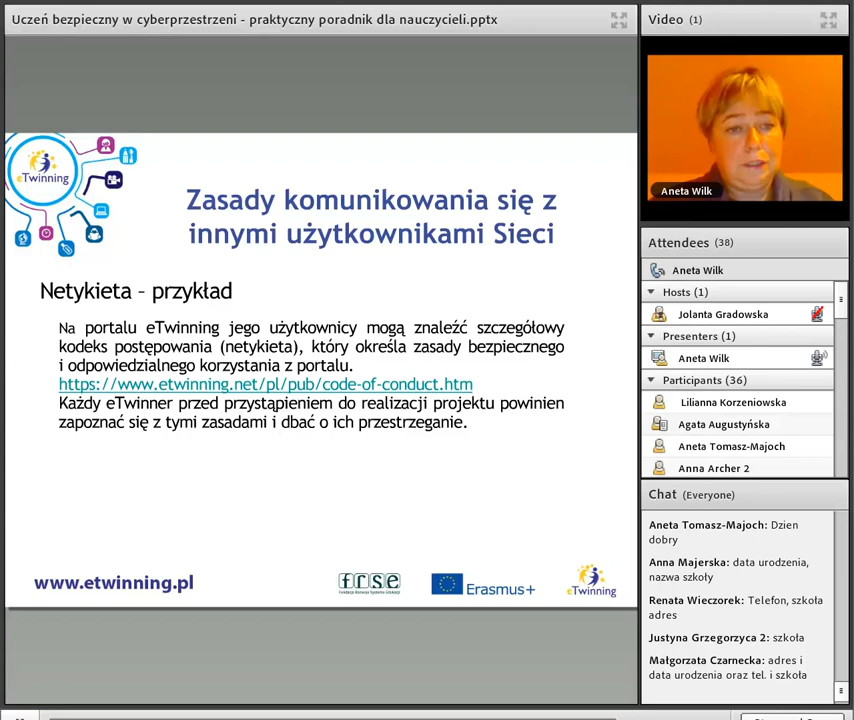 Uczeń bezpieczny w cyberprzestrzeni - praktyczny poradnik dla nauczycieli.pptx
eTwinning
Zasady komunikowania się z
innymi użytkownikami Sieci
Netykieta – przykład
Na portalu eTwinning jego użytkownicy mogą znaleźć szczegółowy
kodeks postępowania (netykieta), który określa zasady bezpiecznego
i odpowiedzialnego korzystania z portalu.
https://www.etwinning.net/pl/pub/code-of-conduct.htm
Każdy eTwinner przed przystąpieniem do realizacji projektu powinien
zapoznać się z tymi zasadami i dbać o ich przestrzeganie.
www.etwinning.pl
frse
Fundacja Rozwoju Systemu Edukacji
Erasmus+
eTwinning
Video (1)
Aneta Wilk
Attendees (38)
Aneta Wilk
Hosts (1)
Jolanta Gradowska
Presenters (1)
Aneta Wilk
Participants (36)
Lilianna Korzeniowska
Agata Augustyńska
Aneta Tomasz-Majoch
Anna Archer 2
Chat (Everyone)
Aneta Tomasz-Majoch: Dzien
dobry
Anna Majerska: data urodzenia,
nazwa szkoły
Renata Wieczorek: Telefon, szkoła
adres
Justyna Grzegorzyca 2: szkoła
Małgorzata Czarnecka: adres i
data urodzenia oraz tel. i szkoła